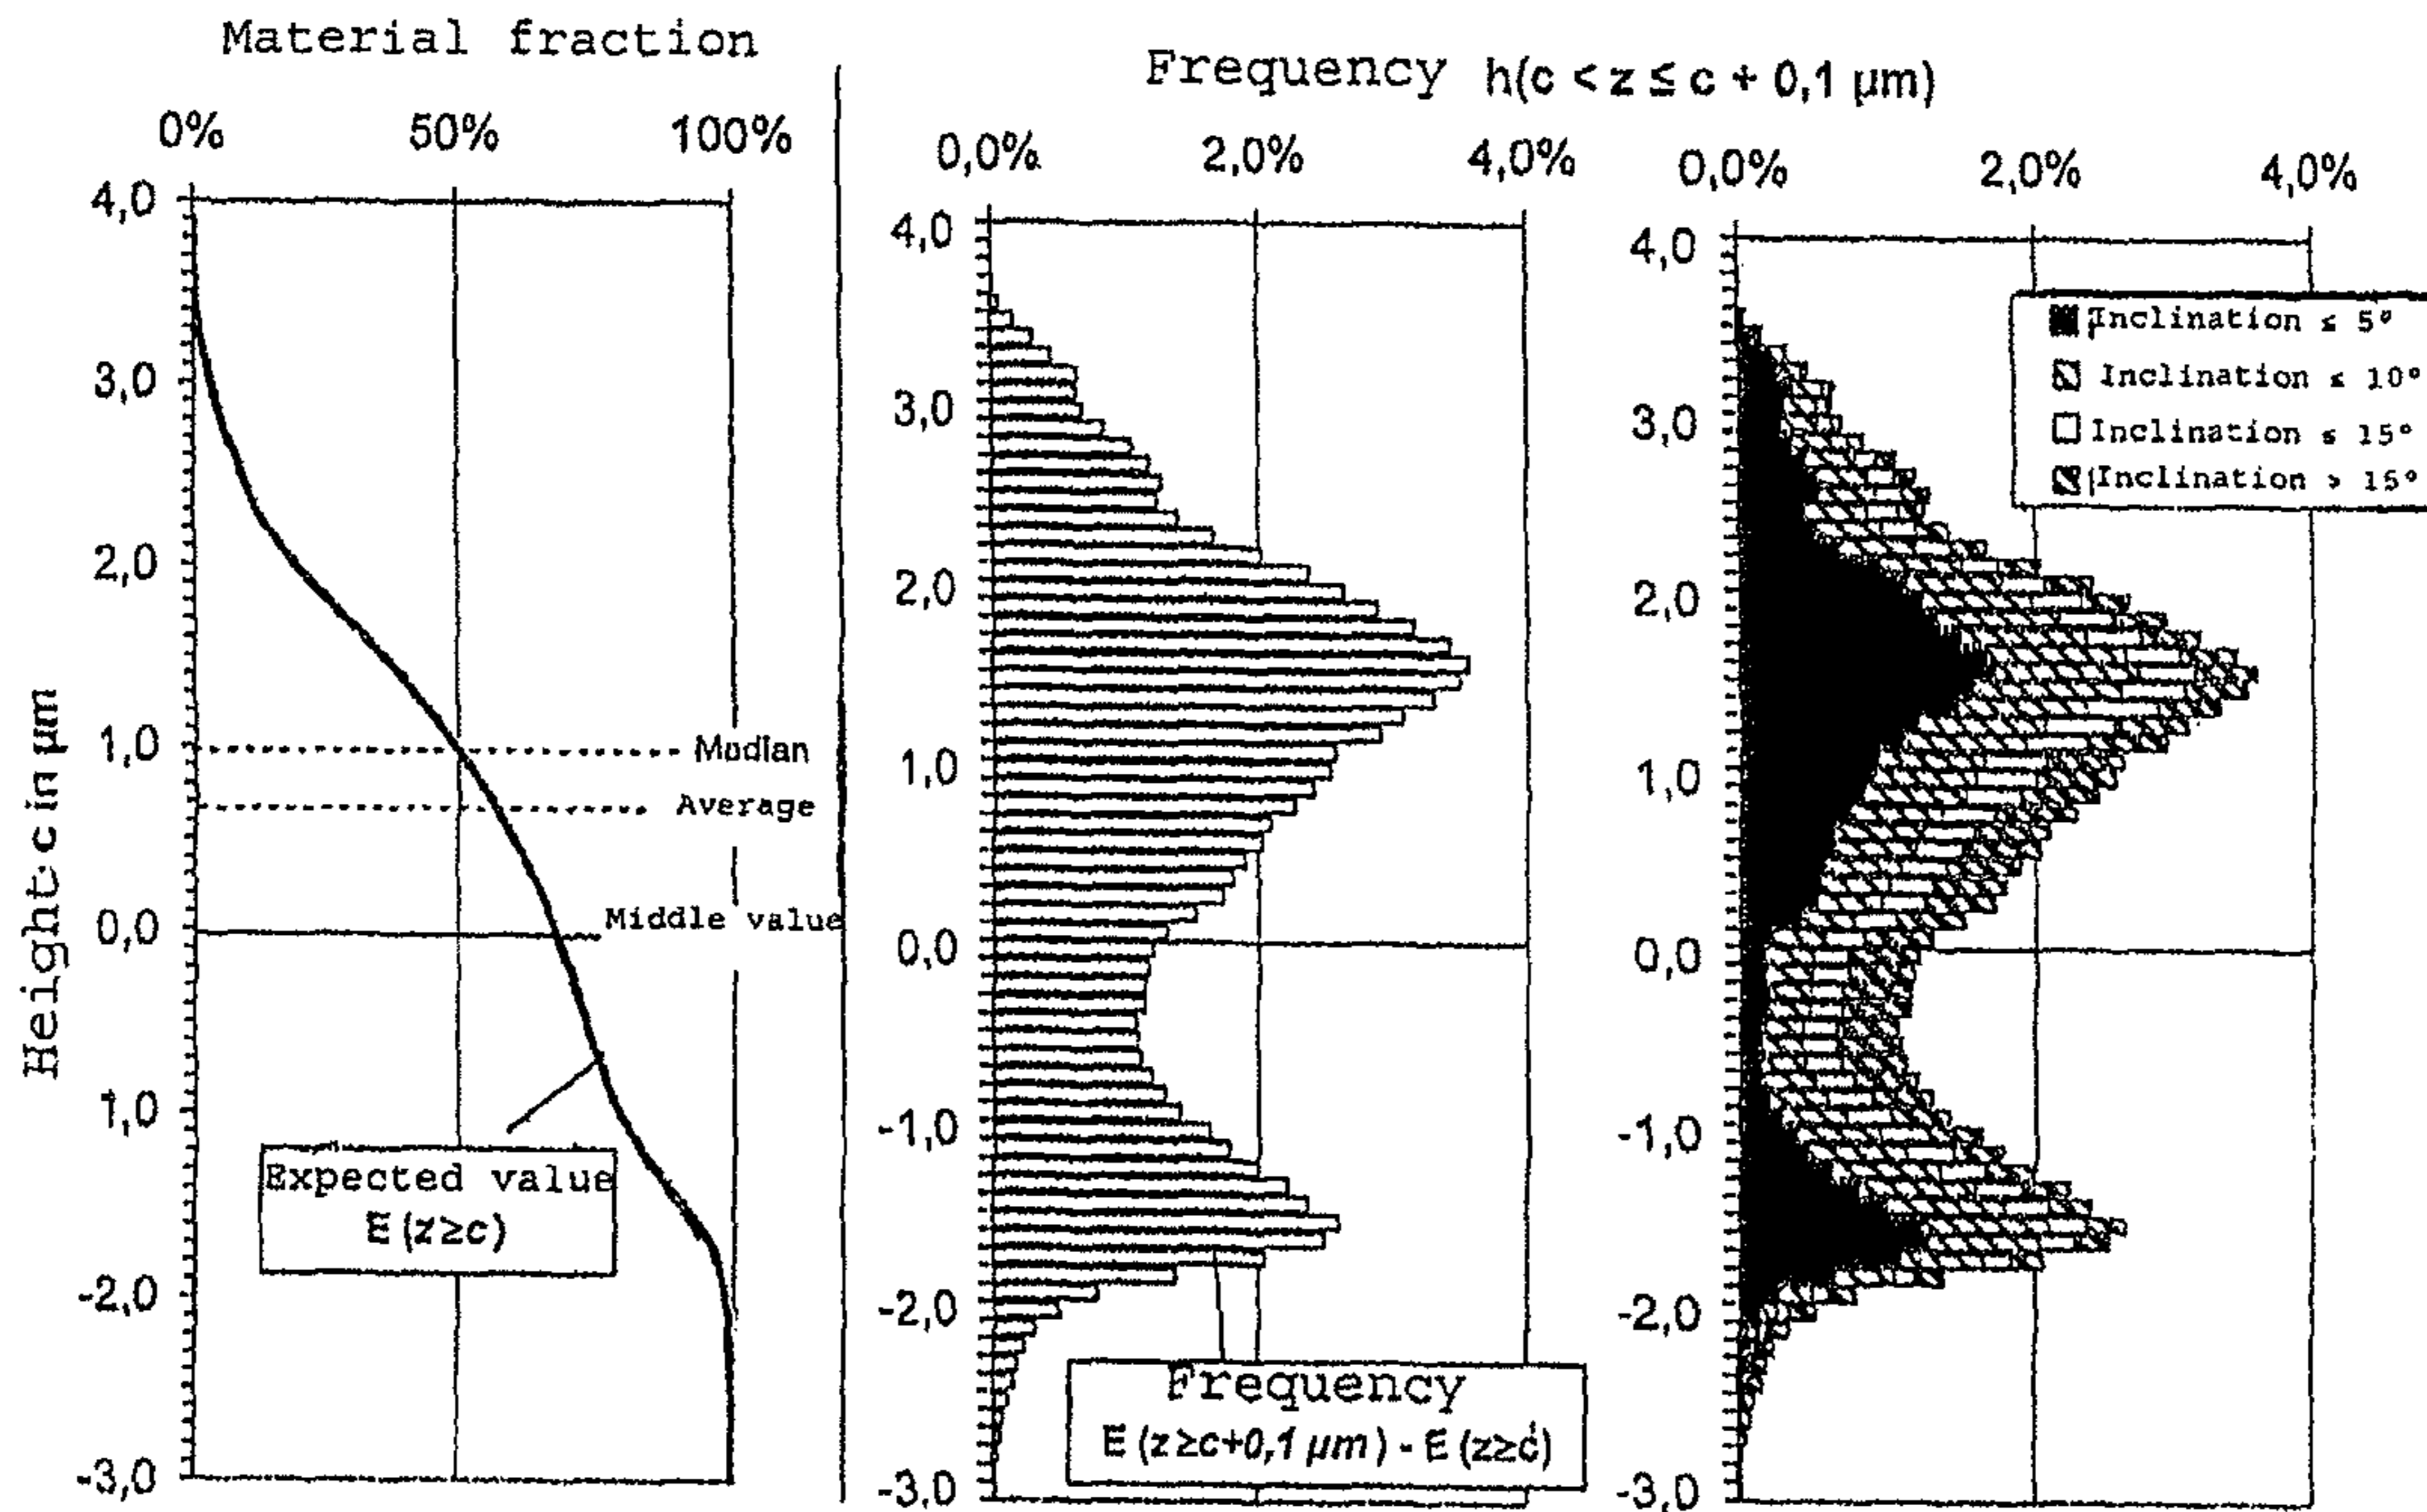 Material fraction
0% 50% 100%
4,0
3,0
2,0
1,0
0,0
1,0
-2,0
-3,0
Height c in µm
Mudian
Average
Middle value
Expected value
E (z≥c)
Frequency h(c < z ≤ c + 0,1 µm)
0,0% 2,0% 4,0%
4,0
3,0
2,0
1,0
0,0
-1,0
-2,0
-3,0
Frequency
E (z≥c+0,1 µm) - E (z≥c)
0,0% 2,0% 4,0%
4,0
3,0
2,0
1,0
0,0
-1,0
-2,0
-3,0
Inclination ≤ 5°
Inclination ≤ 10°
Inclination ≤ 15°
Inclination > 15°